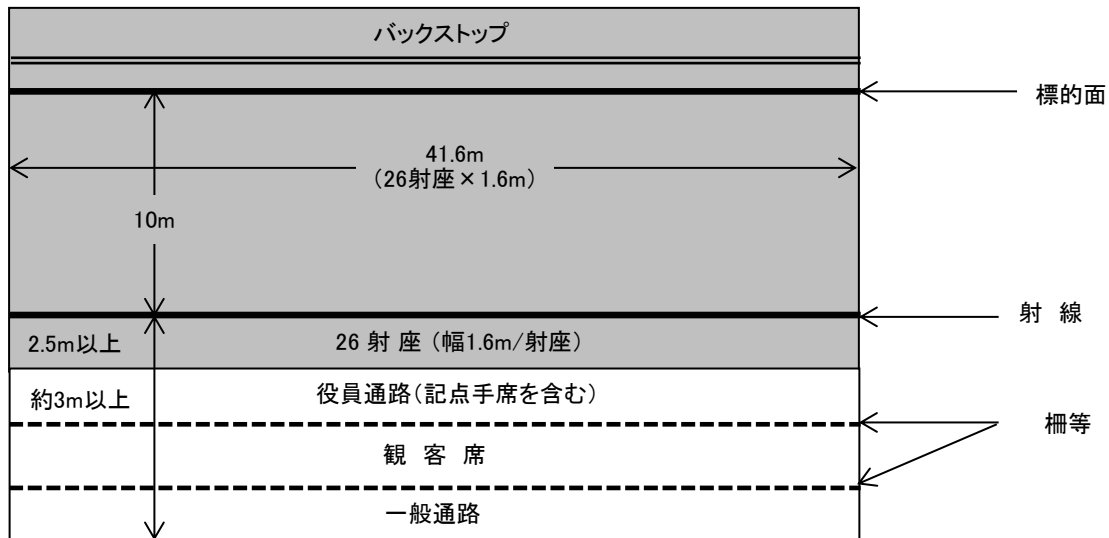 バックストップ
標的面
41.6m
（26射座×1.6m）
10m
射　線
2.5m以上
26 射 座（幅1.6m/射座）
約3m以上
役員通路（記点手席を含む）
柵等
観　客　席
一般通路